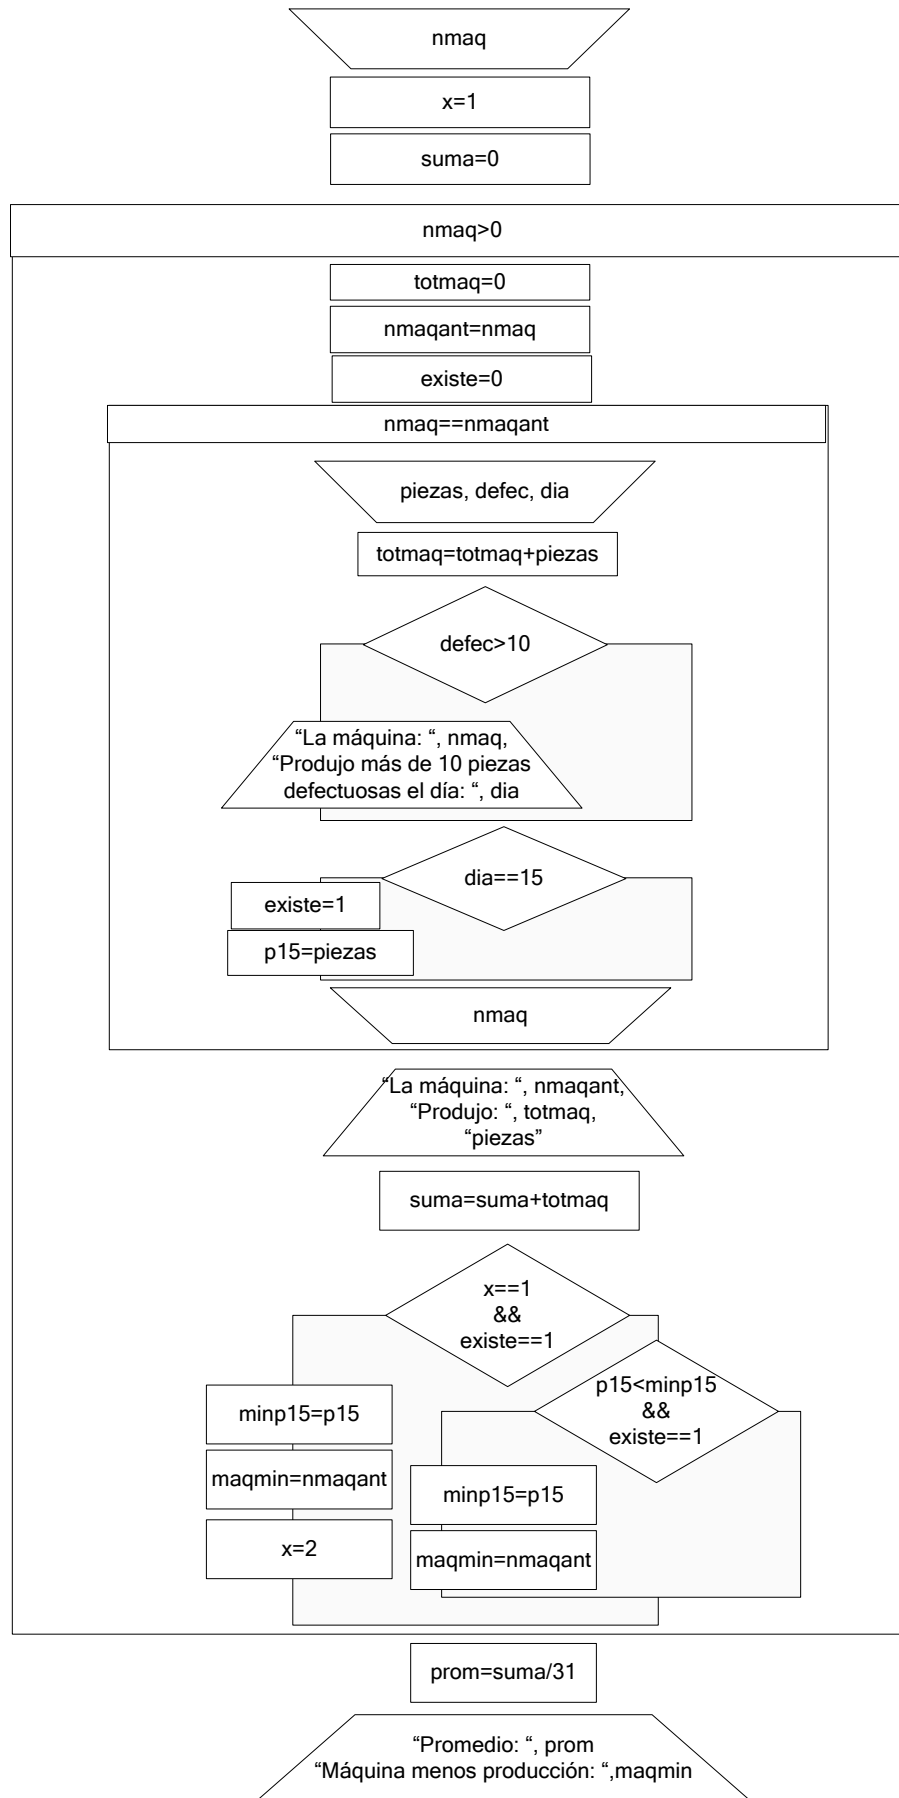 nmaq
x=1
suma=0
nmaq>0
totmaq=0
nmaqant=nmaq
existe=0
nmaq==nmaqant
piezas, defec, dia
totmaq=totmaq+piezas
defec>10
“La máquina: “, nmaq,
“Produjo más de 10 piezas
defectuosas el día: “, dia
dia==15
existe=1
p15=piezas
nmaq
“La máquina: “, nmaqant,
“Produjo: “, totmaq,
“piezas”
suma=suma+totmaq
x==1
&&
existe==1
p15<minp15
&&
existe==1
minp15=p15
maqmin=nmaqant
x=2
minp15=p15
maqmin=nmaqant
prom=suma/31
“Promedio: “, prom
“Máquina menos producción: “,maqmin